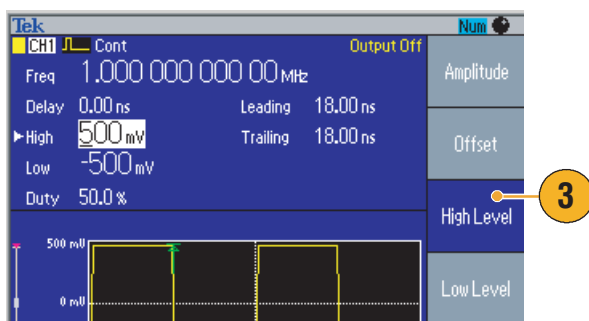 Tek
Num
CH1 Cont Output Off
Freq 1.000 000 000 00 MHz
Delay 0.00 ns Leading 18.00 ns
High 500 mV Trailing 18.00 ns
Low -500 mV
Duty 50.0 %
500 mV
0 mV
Amplitude
Offset
High Level
Low Level
3